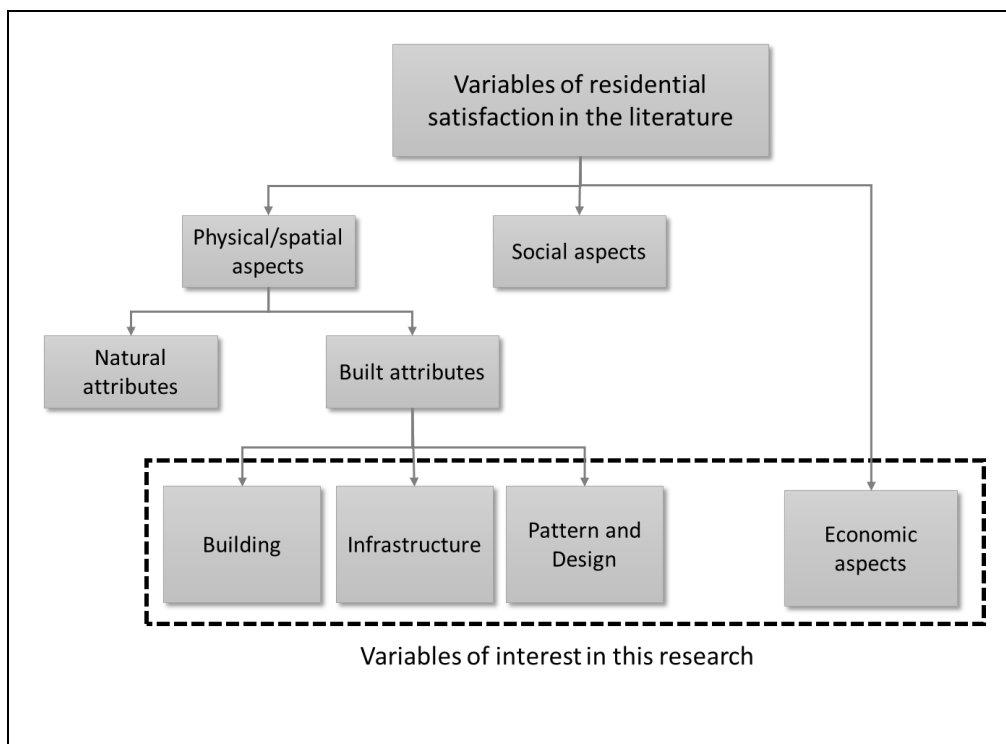 Variables of residential
satisfaction in the literature
Physical/spatial
aspects
Social aspects
Natural
attributes
Built attributes
Building
Infrastructure
Pattern and
Design
Economic
aspects
Variables of interest in this research